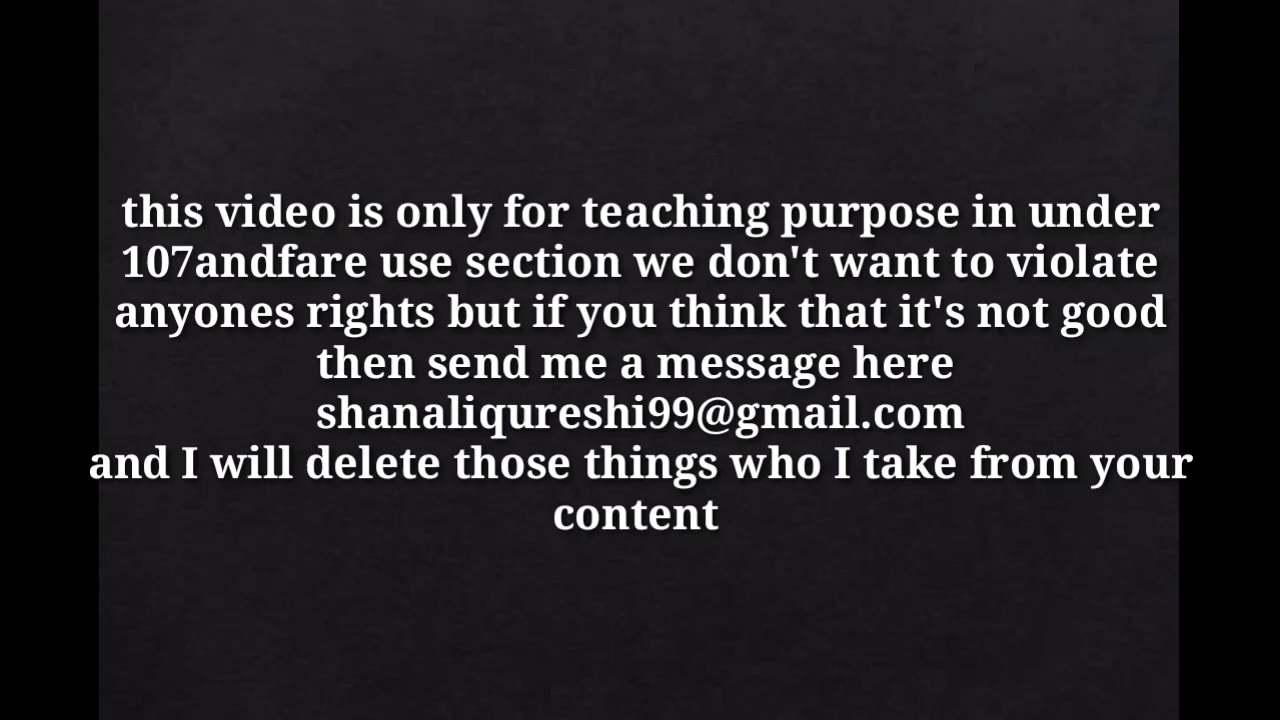 this video is only for teaching purpose in under
107andfare use section we don't want to violate
anyones rights but if you think that it's not good
then send me a message here
shanaliqureshi99@gmail.com
and I will delete those things who I take from your
content